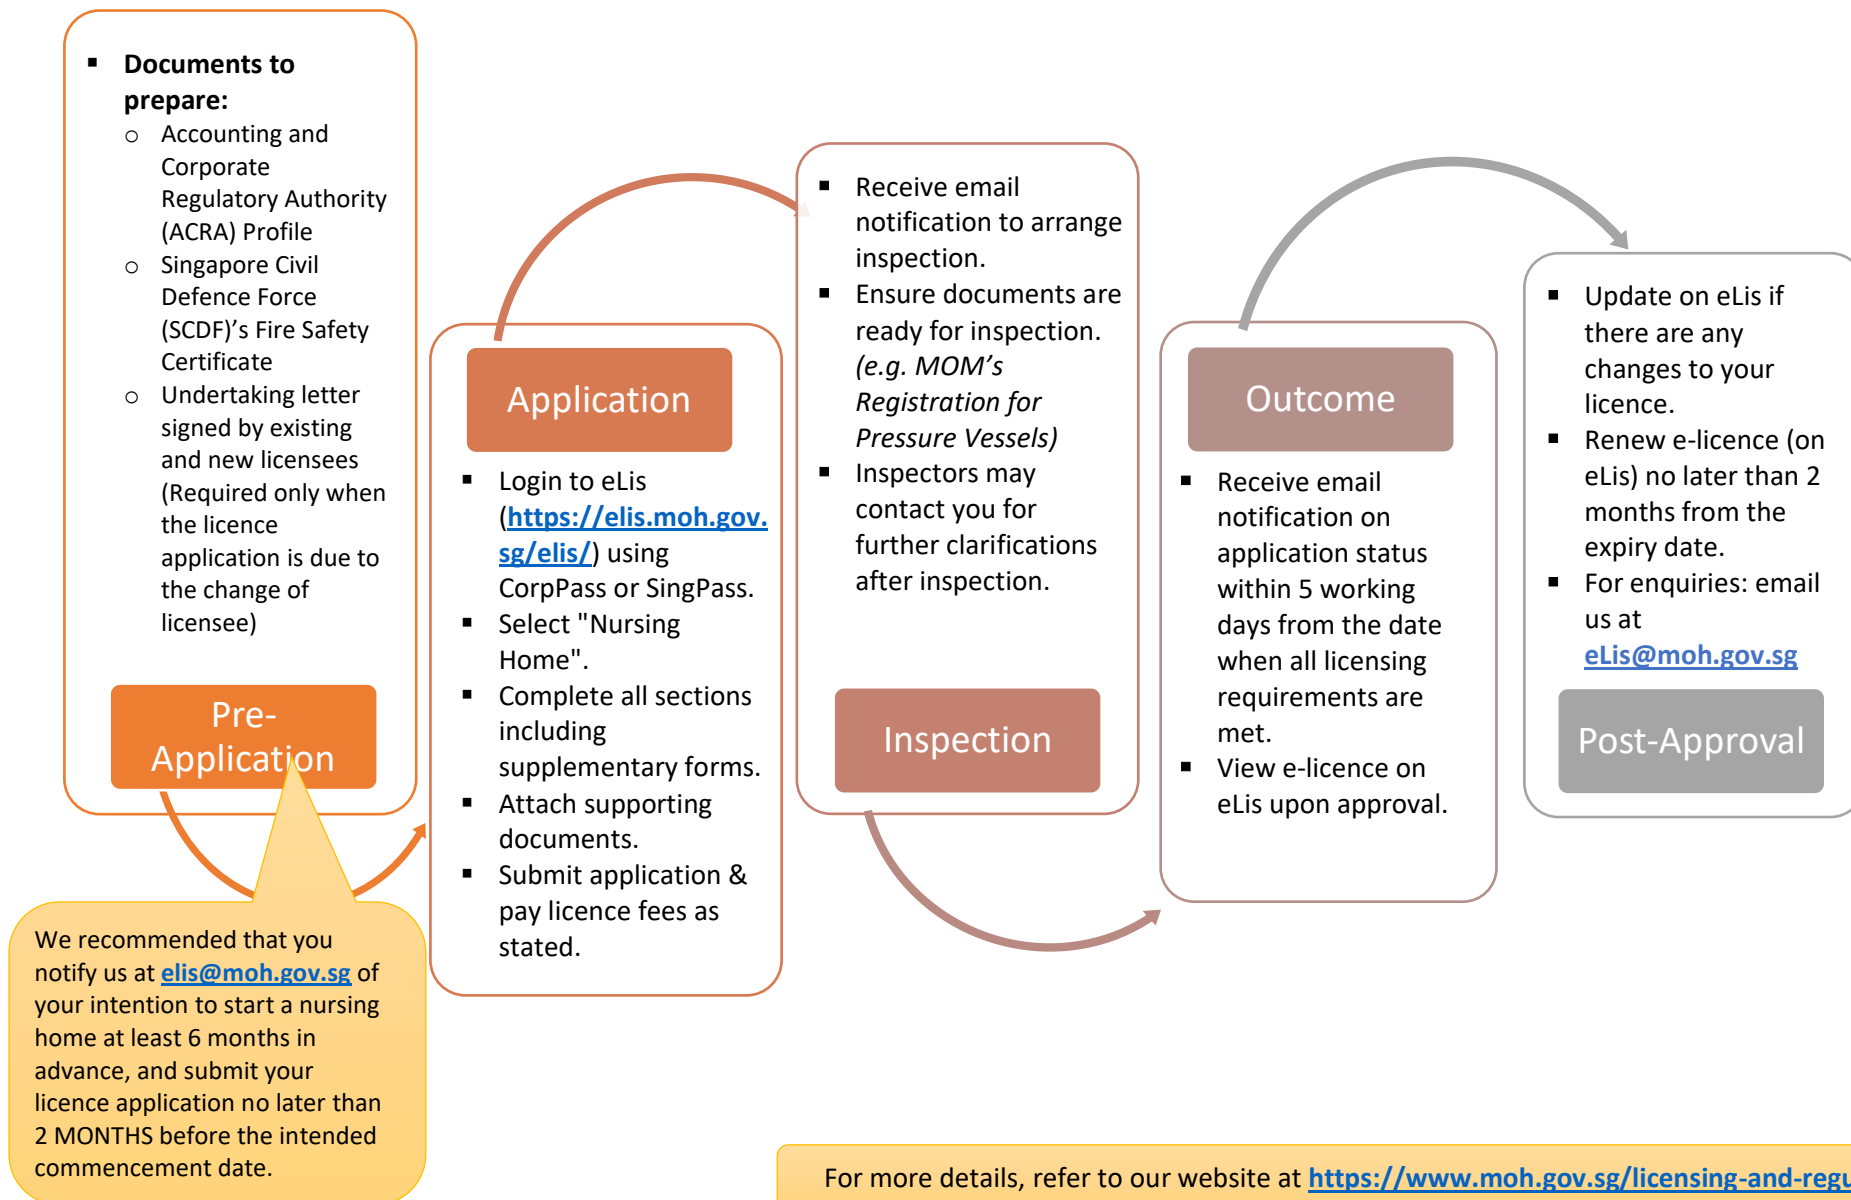 ▪ Documents to
prepare:
o Accounting and
Corporate
Regulatory Authority
(ACRA) Profile
o Singapore Civil
Defence Force
(SCDF)’s Fire Safety
Certificate
o Undertaking letter
signed by existing
and new licensees
(Required only when
the licence
application is due to
the change of
licensee)
Pre-
Application
We recommended that you
notify us at elis@moh.gov.sg of
your intention to start a nursing
home at least 6 months in
advance, and submit your
licence application no later than
2 MONTHS before the intended
commencement date.
Application
▪ Login to eLis
(https://elis.moh.gov.
sg/elis/) using
CorpPass or SingPass.
▪ Select "Nursing
Home".
▪ Complete all sections
including
supplementary forms.
▪ Attach supporting
documents.
▪ Submit application &
pay licence fees as
stated.
▪ Receive email
notification to arrange
inspection.
▪ Ensure documents are
ready for inspection.
(e.g. MOM’s
Registration for
Pressure Vessels)
▪ Inspectors may
contact you for
further clarifications
after inspection.
Inspection
Outcome
▪ Receive email
notification on
application status
within 5 working
days from the date
when all licensing
requirements are
met.
▪ View e-licence on
eLis upon approval.
▪ Update on eLis if
there are any
changes to your
licence.
▪ Renew e-licence (on
eLis) no later than 2
months from the
expiry date.
▪ For enquiries: email
us at
eLis@moh.gov.sg
Post-Approval
For more details, refer to our website at https://www.moh.gov.sg/licensing-and-regu